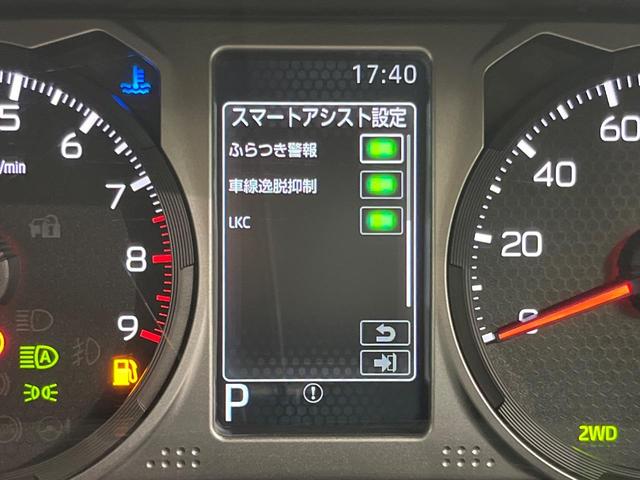 17:40
スマートアシスト設定
ふらつき警報
車線逸脱抑制
LKC
P
5
6
7
8
9
/min
A
60
40
20
0
2WD